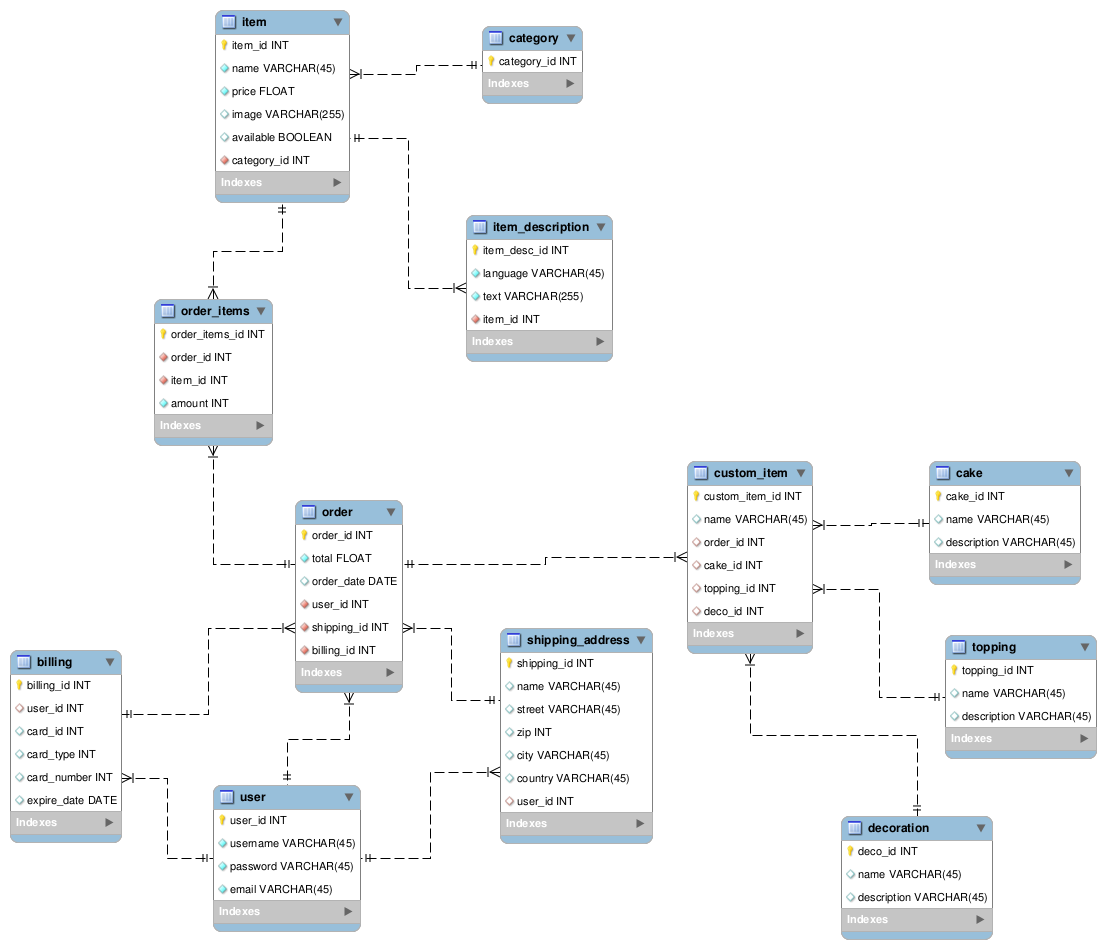 item
item_id INT
name VARCHAR(45)
price FLOAT
image VARCHAR(255)
available BOOLEAN
category_id INT
Indexes
category
category_id INT
Indexes
item_description
item_desc_id INT
language VARCHAR(45)
text VARCHAR(255)
item_id INT
Indexes
order_items
order_items_id INT
order_id INT
item_id INT
amount INT
Indexes
order
order_id INT
total FLOAT
order_date DATE
user_id INT
shipping_id INT
billing_id INT
Indexes
custom_item
custom_item_id INT
name VARCHAR(45)
order_id INT
cake_id INT
topping_id INT
deco_id INT
Indexes
cake
cake_id INT
name VARCHAR(45)
description VARCHAR(45)
Indexes
billing
billing_id INT
user_id INT
card_id INT
card_type INT
card_number INT
expire_date DATE
Indexes
shipping_address
shipping_id INT
name VARCHAR(45)
street VARCHAR(45)
zip INT
city VARCHAR(45)
country VARCHAR(45)
user_id INT
Indexes
topping
topping_id INT
name VARCHAR(45)
description VARCHAR(45)
Indexes
user
user_id INT
username VARCHAR(45)
password VARCHAR(45)
email VARCHAR(45)
Indexes
decoration
deco_id INT
name VARCHAR(45)
description VARCHAR(45)
Indexes